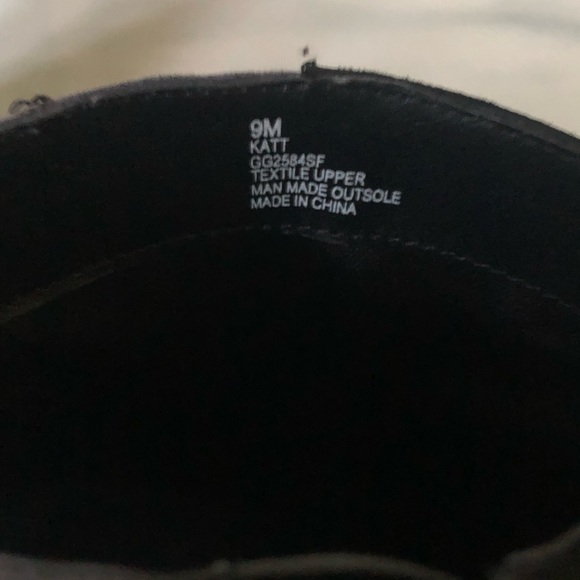 9M
KATT
GG2584SF
TEXTILE UPPER
MAN MADE OUTSOLE
MADE IN CHINA